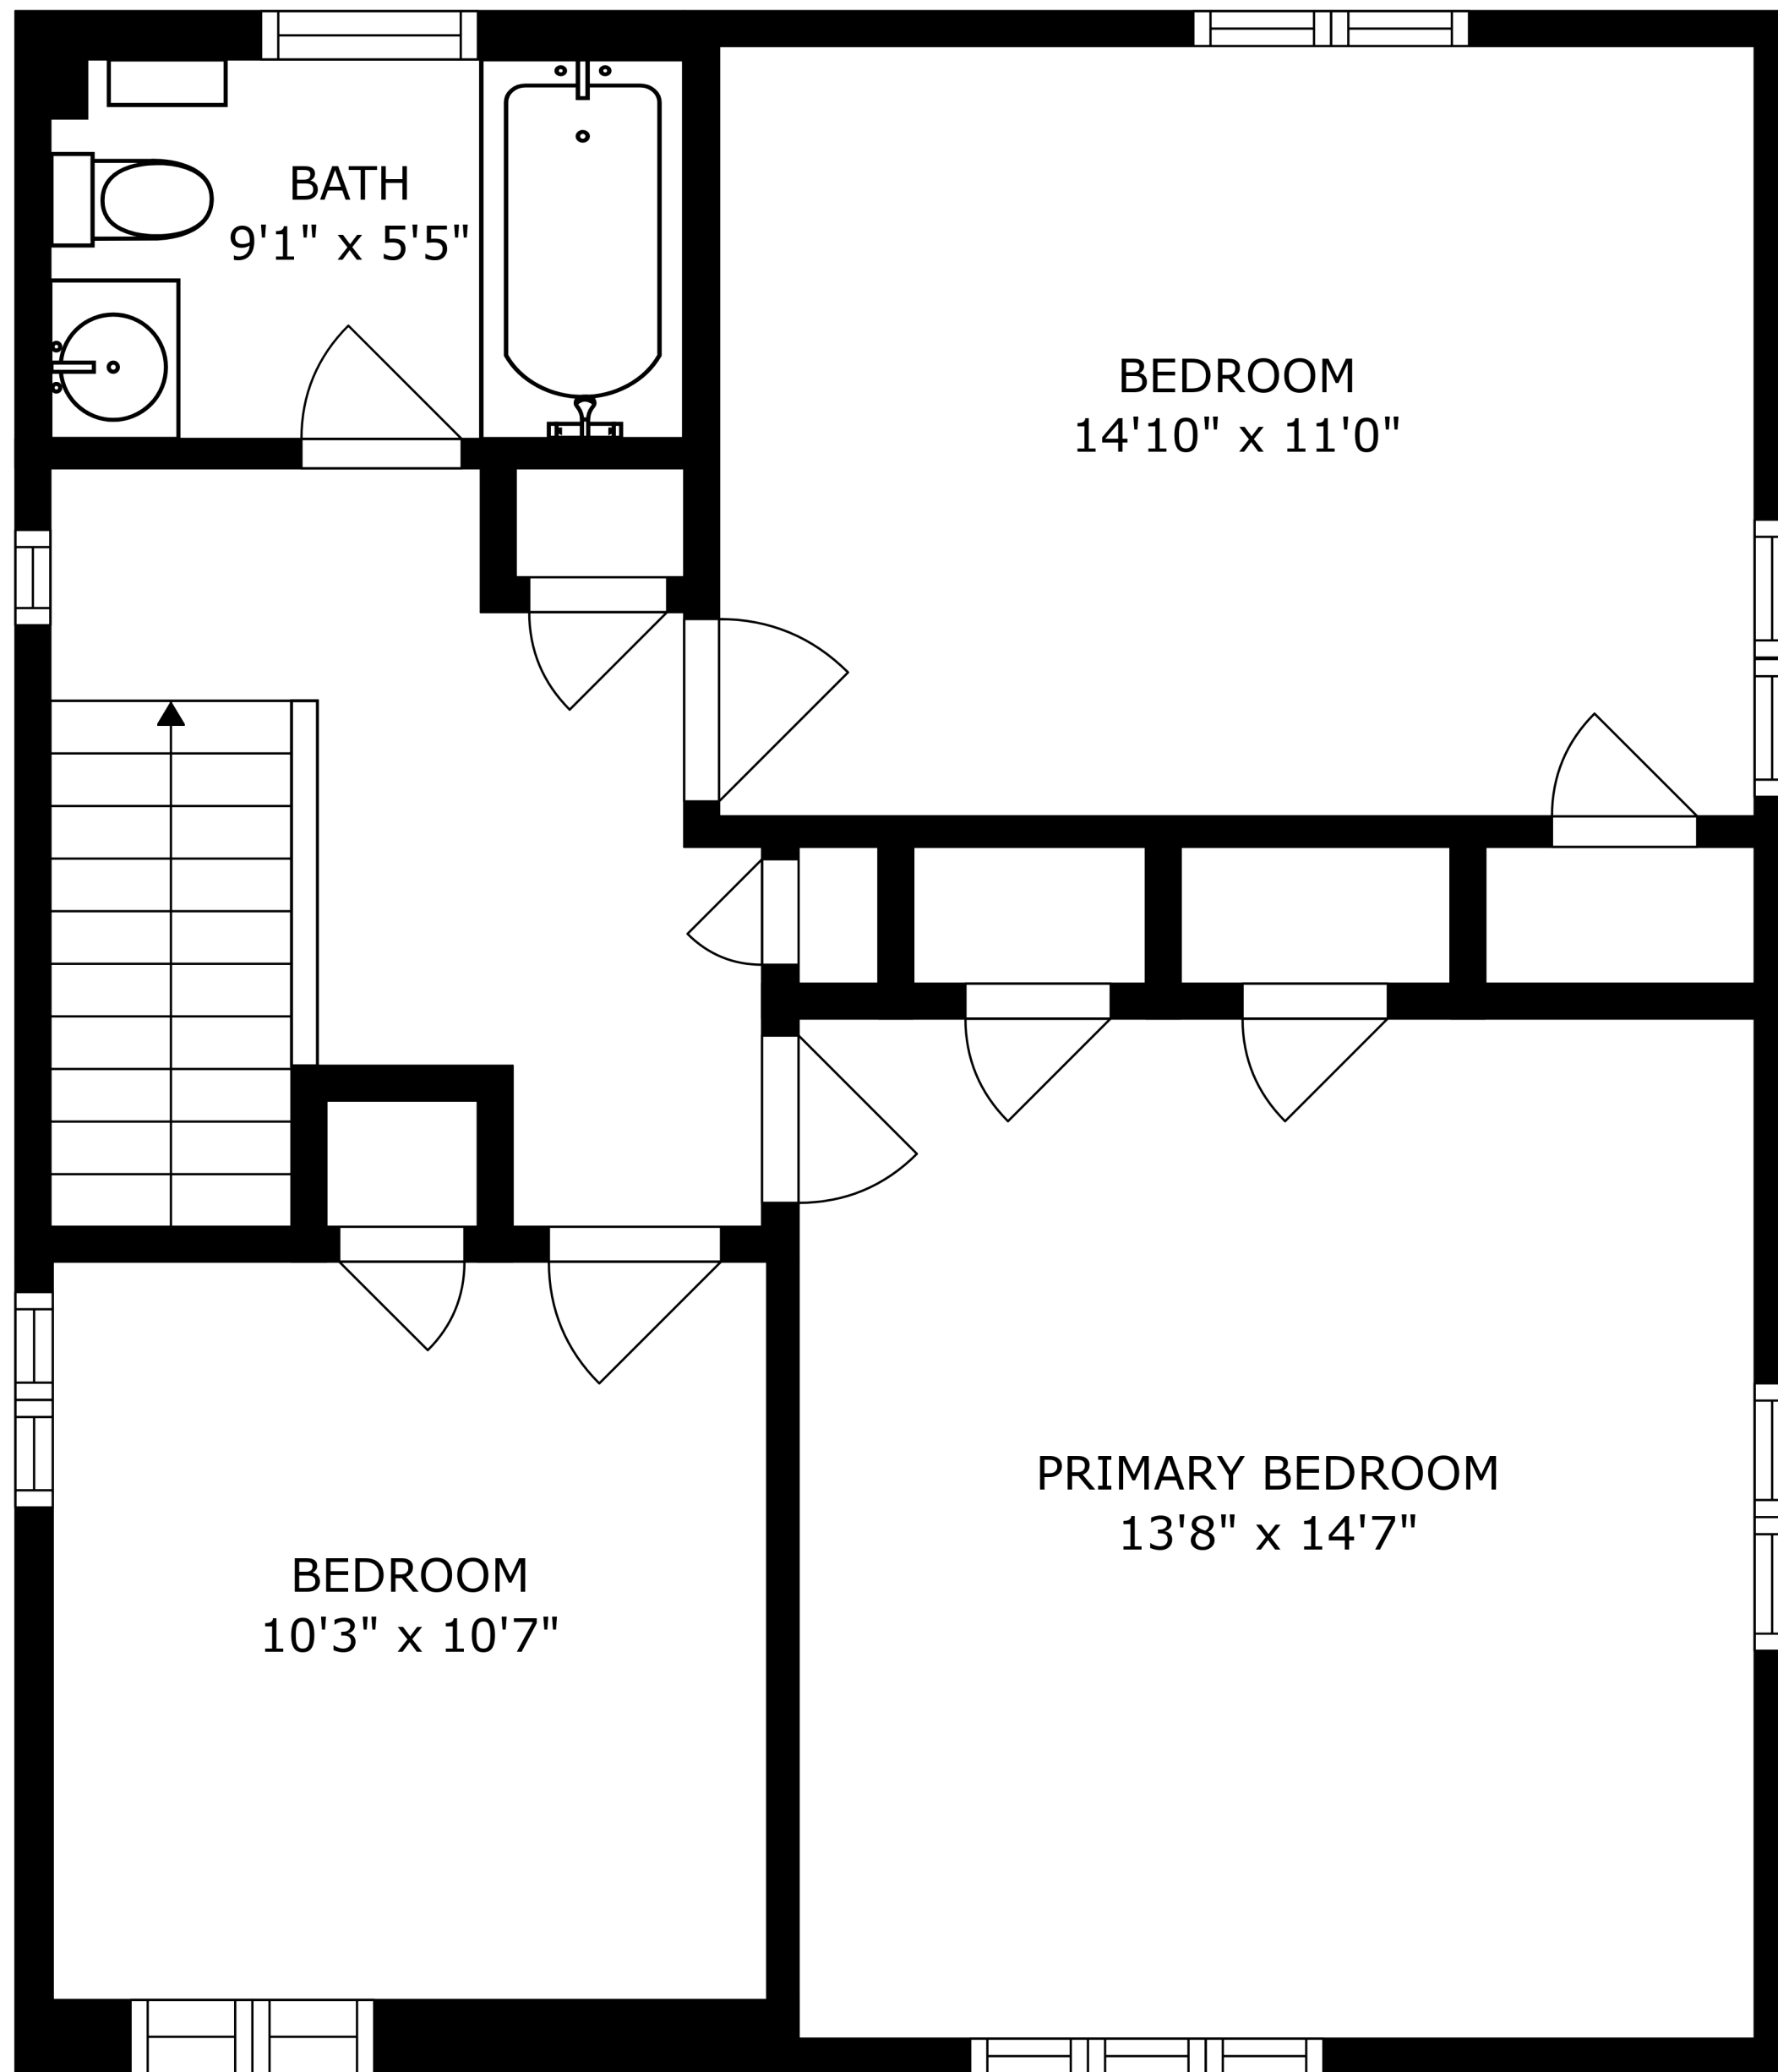 BATH
9'1" x 5'5"
BEDROOM
14'10" x 11'0"
PRIMARY BEDROOM
13'8" x 14'7"
BEDROOM
10'3" x 10'7"